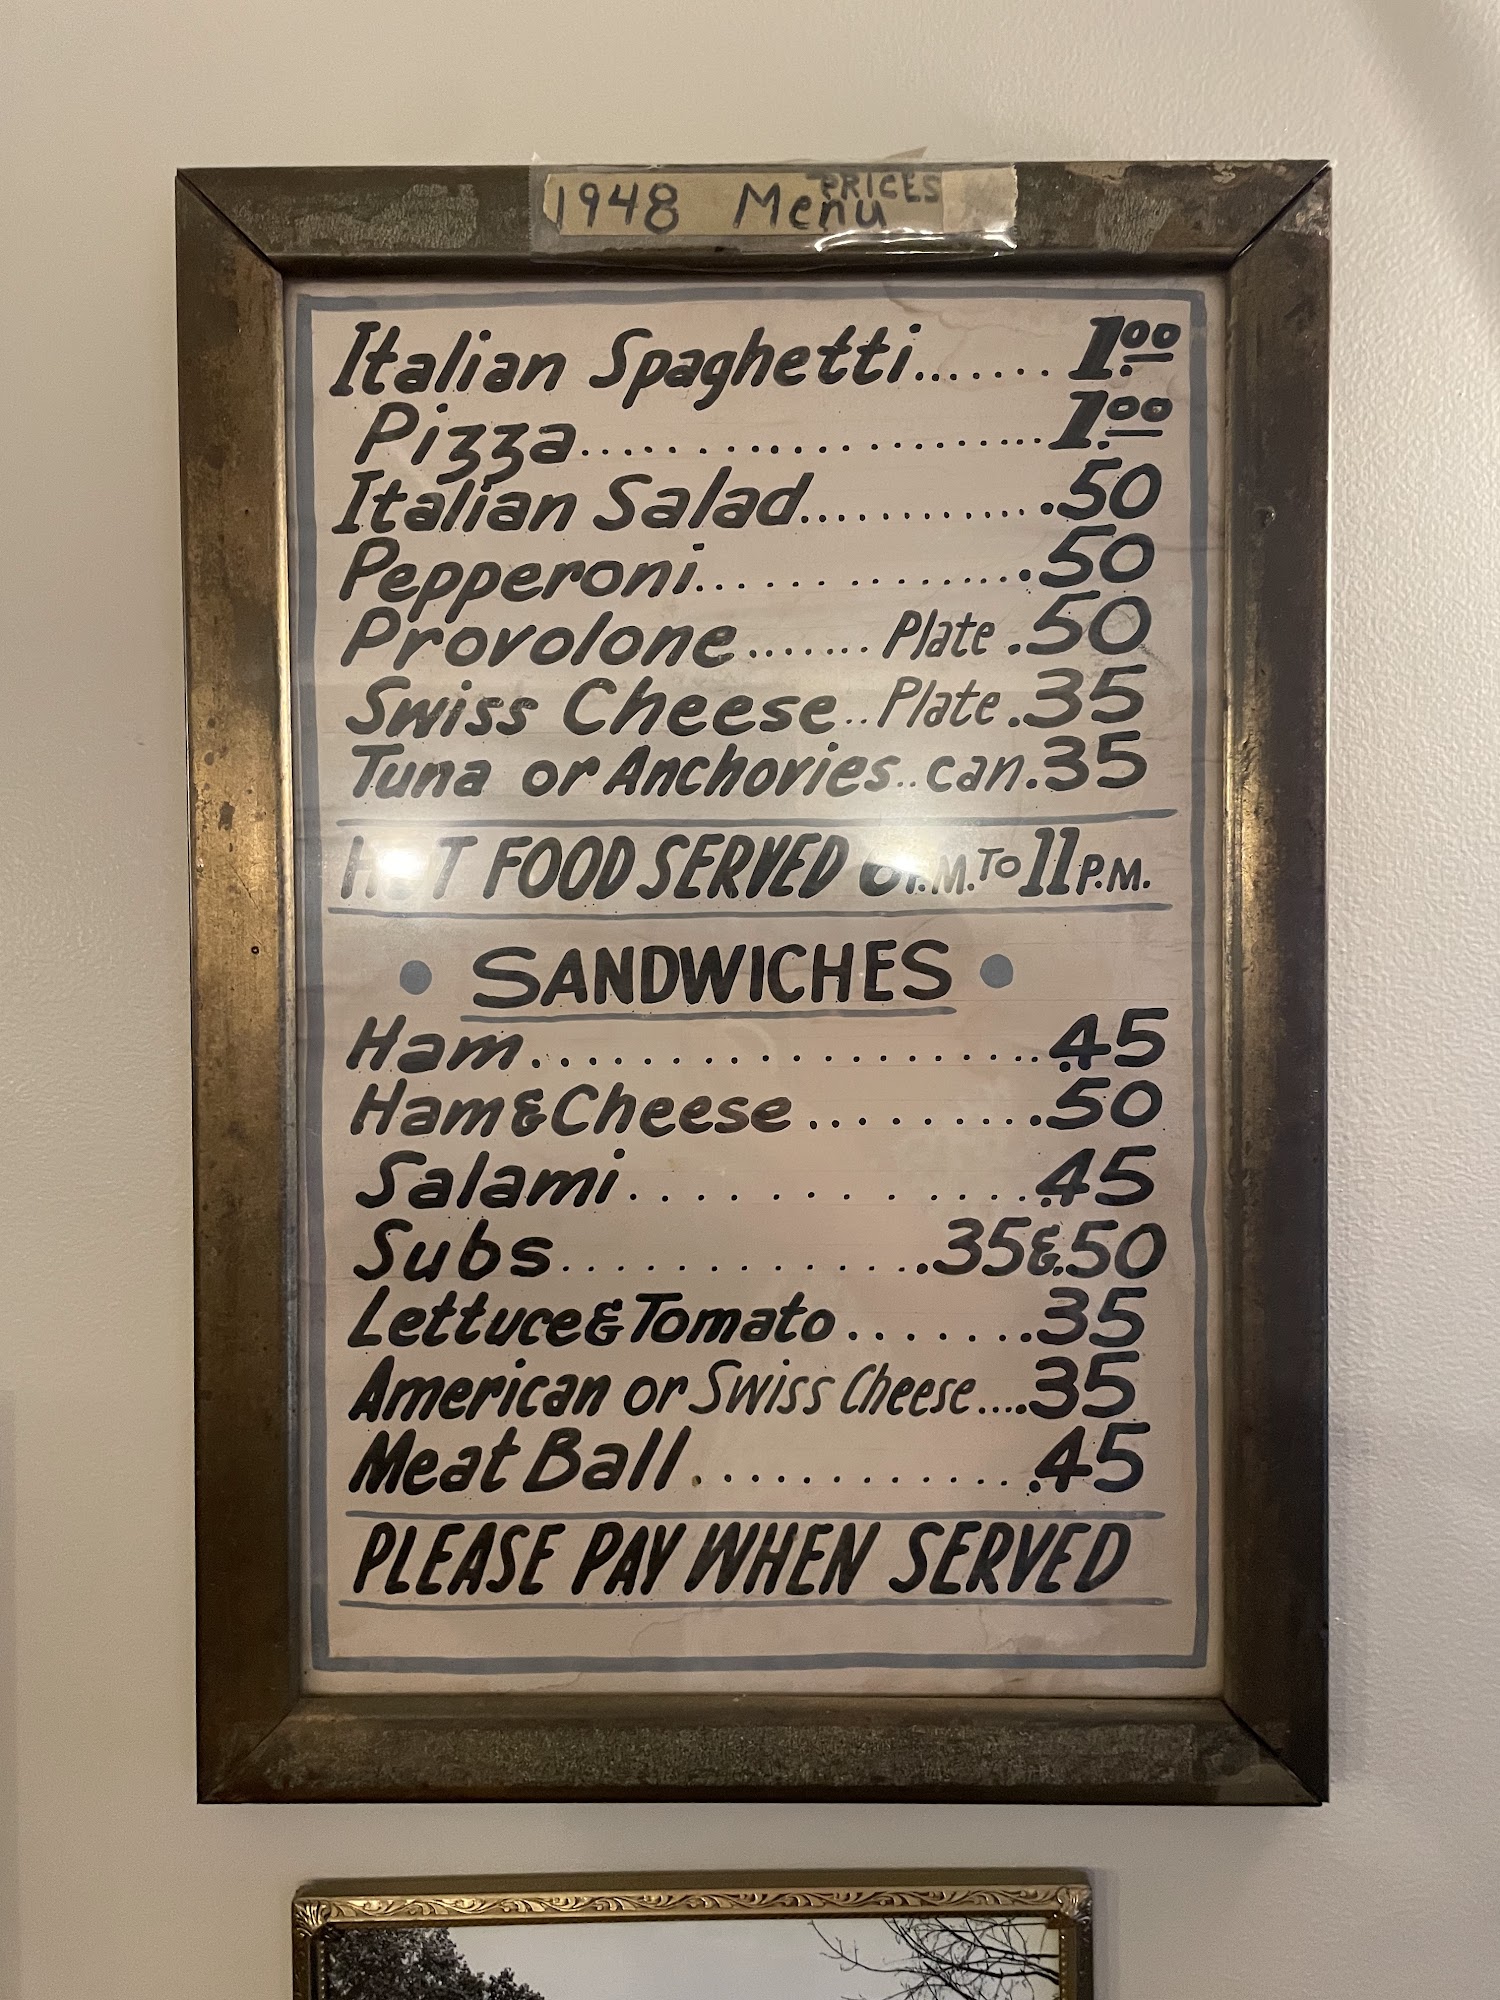 1948 Menu PRICES
Italian Spaghetti....... 1.00
Pizza....................1.00
Italian Salad.............50
Pepperoni.................50
Provolone....... Plate .50
Swiss Cheese..Plate .35
Tuna or Anchovies..can.35
HOT FOOD SERVED 6 P.M. TO 11 P.M.
• SANDWICHES •
Ham....................45
Ham&Cheese..........50
Salami...............45
Subs..............35&.50
Lettuce&Tomato........35
American or Swiss Cheese....35
Meat Ball..............45
PLEASE PAY WHEN SERVED